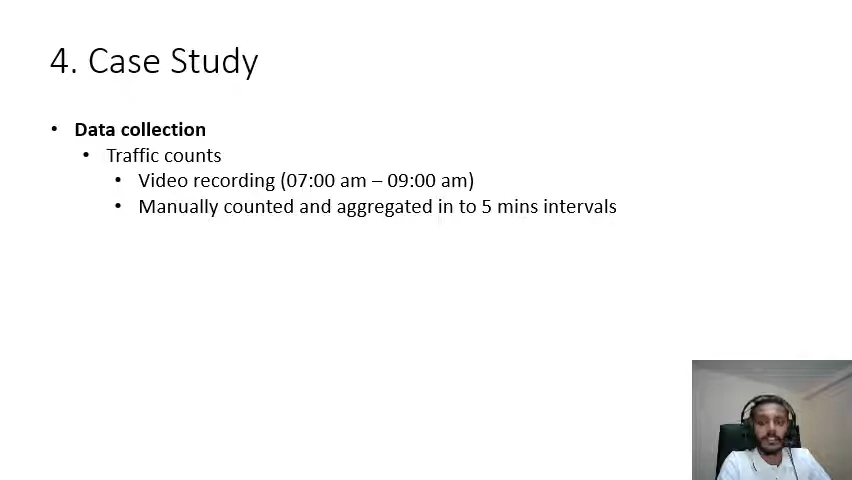 4. Case Study
• Data collection
• Traffic counts
• Video recording (07:00 am – 09:00 am)
• Manually counted and aggregated in to 5 mins intervals